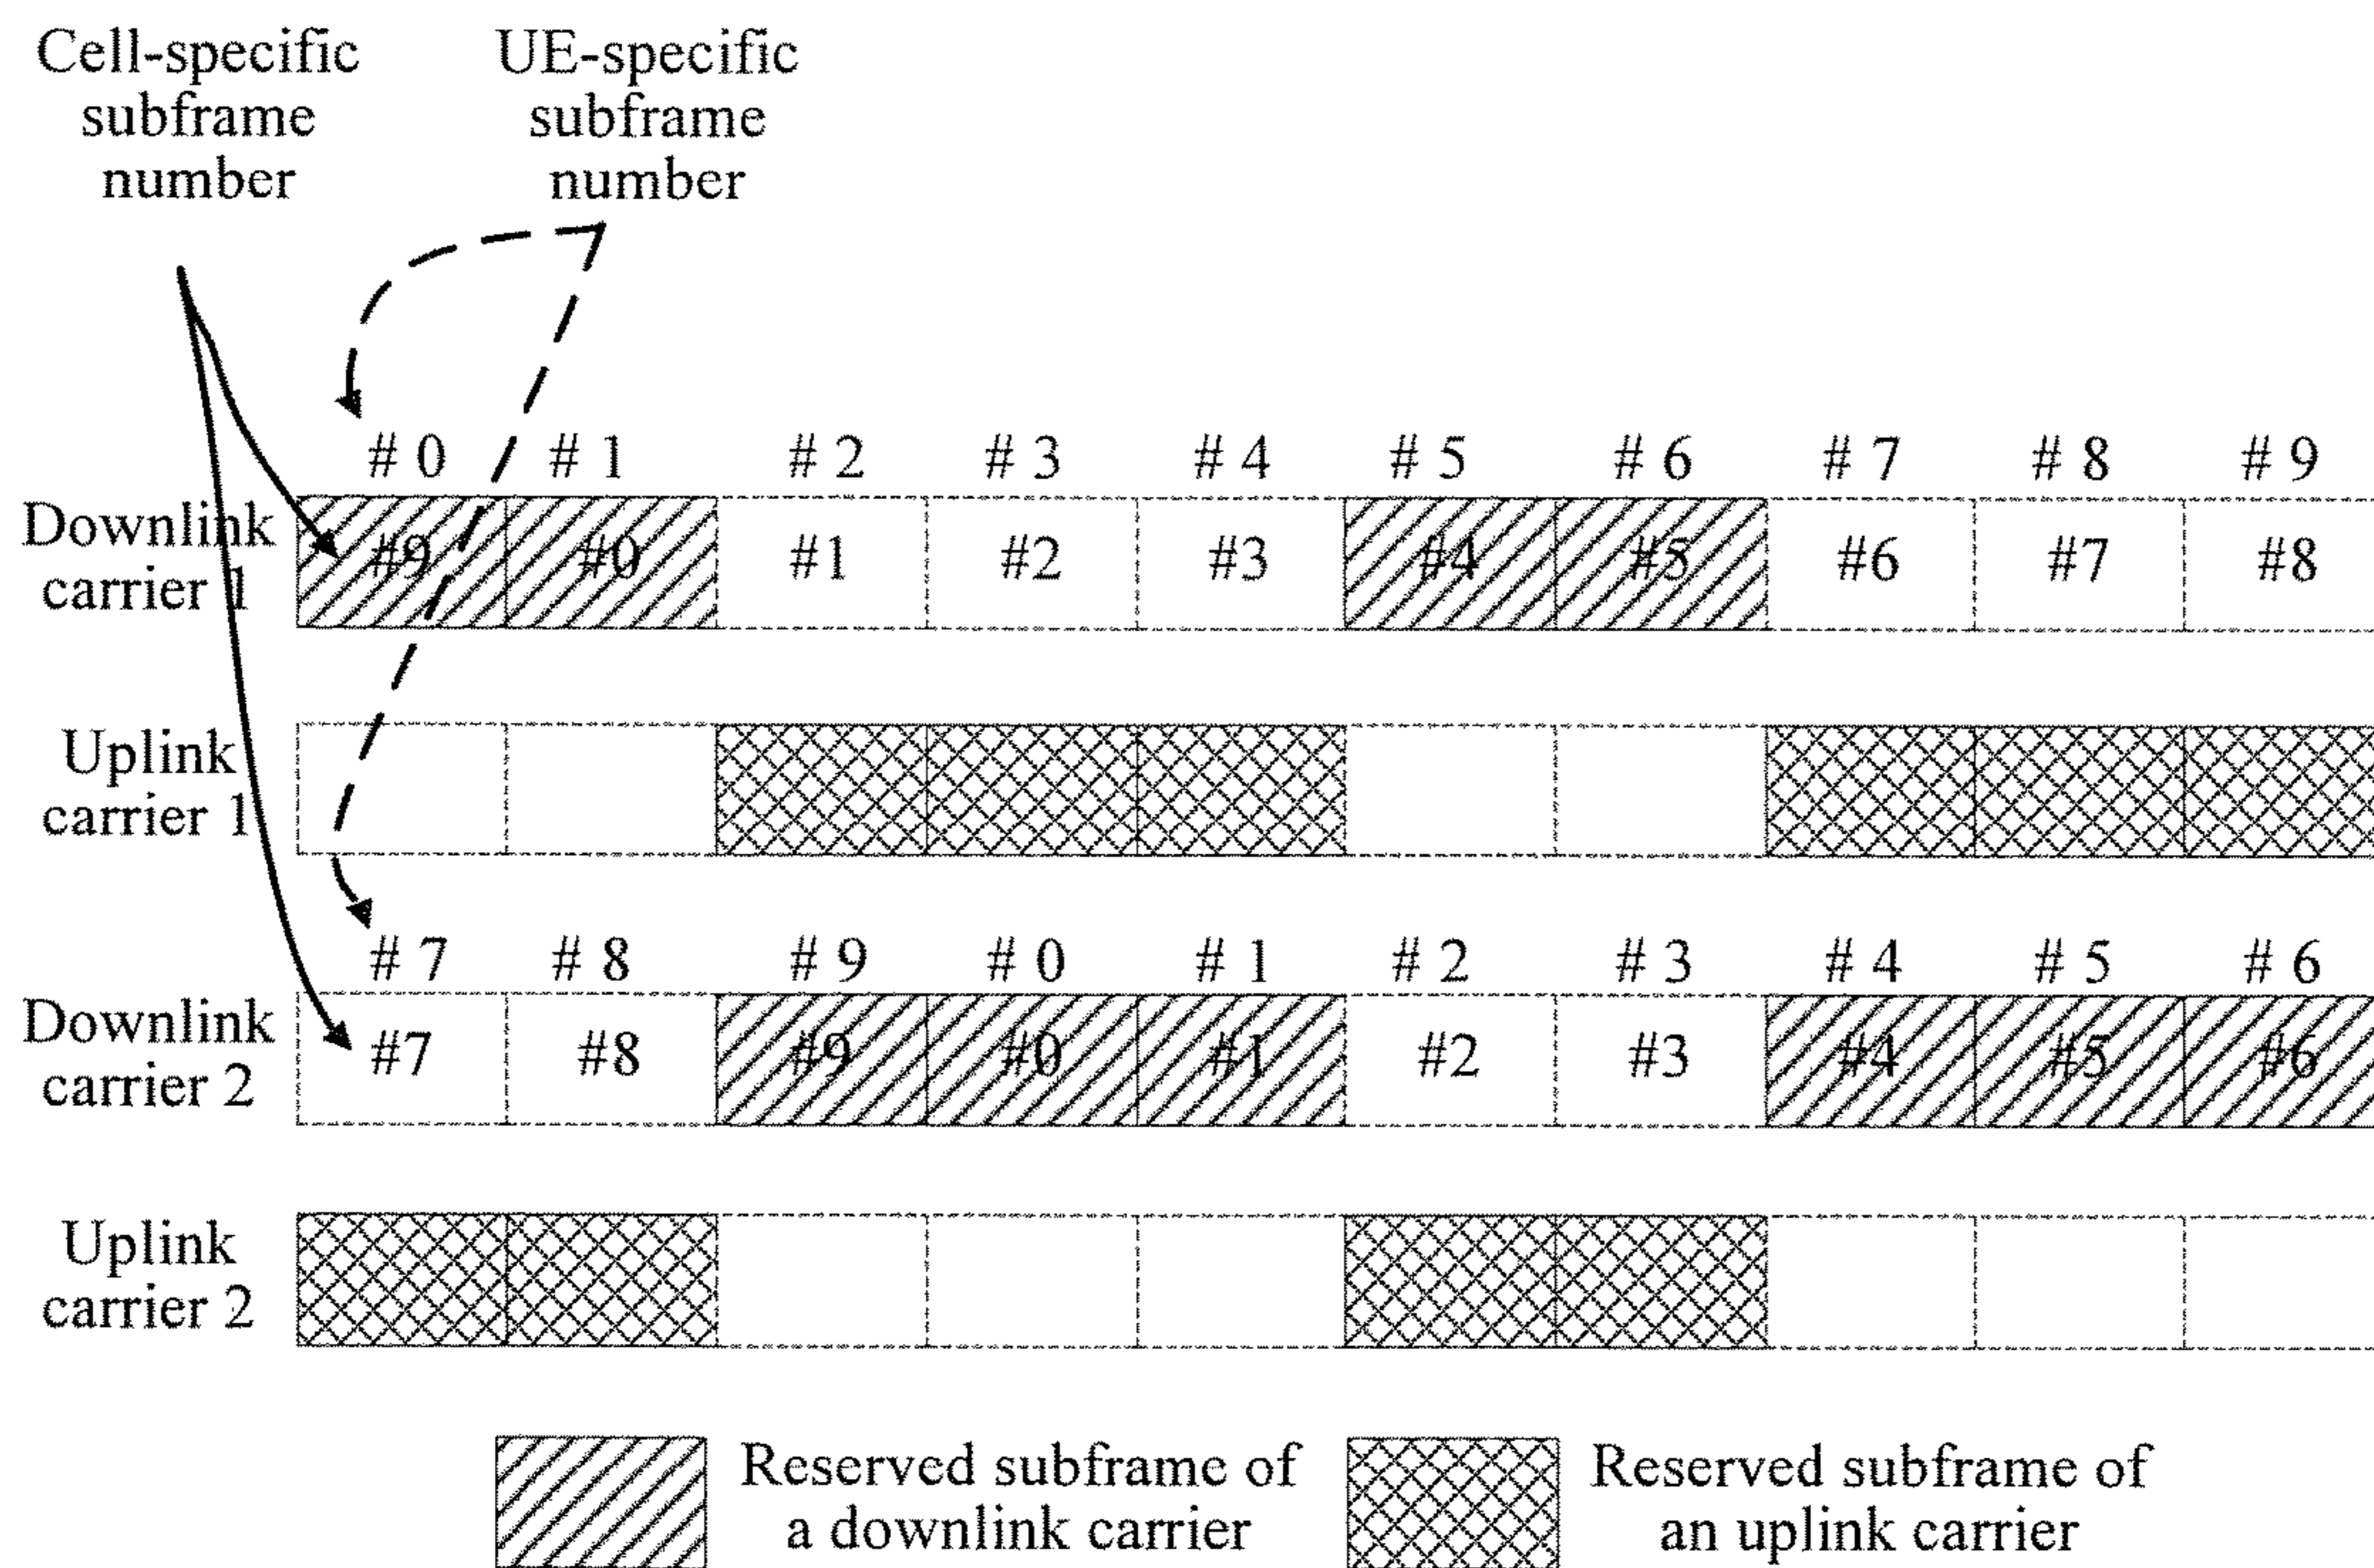 Cell-specific
subframe
number
UE-specific
subframe
number
# 0 # 1 # 2 # 3 # 4 # 5 # 6 # 7 # 8 # 9
Downlink
carrier 1
#9 #0 #1 #2 #3 #4 #5 #6 #7 #8
Uplink
carrier 1
# 7 # 8 # 9 # 0 # 1 # 2 # 3 # 4 # 5 # 6
Downlink
carrier 2
#7 #8 #9 #0 #1 #2 #3 #4 #5 #6
Uplink
carrier 2
Reserved subframe of
a downlink carrier
Reserved subframe of
an uplink carrier